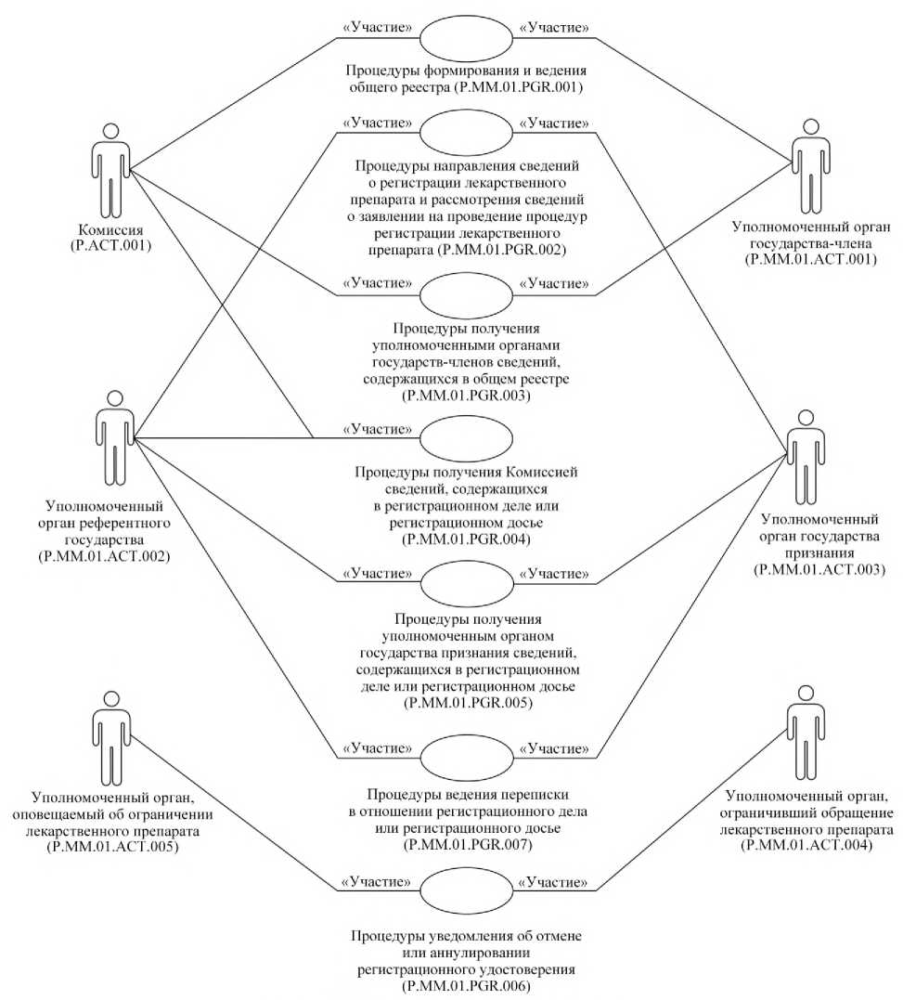 «Участие»
«Участие»
Процедуры формирования и ведения
общего реестра (P.MM.01.PGR.001)
«Участие»
«Участие»
Процедуры направления сведений
о регистрации лекарственного
препарата и рассмотрения сведений
о заявлении на проведение процедур
регистрации лекарственного
препарата (P.MM.01.PGR.002)
Комиссия
(P.ACT.001)
Уполномоченный орган
государства-члена
(P.MM.01.ACT.001)
«Участие»
«Участие»
Процедуры получения
уполномоченными органами
государств-членов сведений,
содержащихся в общем реестре
(P.MM.01.PGR.003)
«Участие»
Процедуры получения Комиссией
сведений, содержащихся
в регистрационном деле или
регистрационном досье
(P.MM.01.PGR.004)
Уполномоченный
орган референтного
государства
(P.MM.01.ACT.002)
Уполномоченный
орган государства
признания
(P.MM.01.ACT.003)
«Участие»
«Участие»
Процедуры получения
уполномоченным органом
государства признания сведений,
содержащихся в регистрационном
деле или регистрационном досье
(P.MM.01.PGR.005)
«Участие»
«Участие»
Процедуры ведения переписки
в отношении регистрационного дела
или регистрационного досье
(P.MM.01.PGR.007)
Уполномоченный орган,
оповещаемый об ограничении
лекарственного препарата
(P.MM.01.ACT.005)
Уполномоченный орган,
ограничивший обращение
лекарственного препарата
(P.MM.01.ACT.004)
«Участие»
«Участие»
Процедуры уведомления об отмене
или аннулировании
регистрационного удостоверения
(P.MM.01.PGR.006)